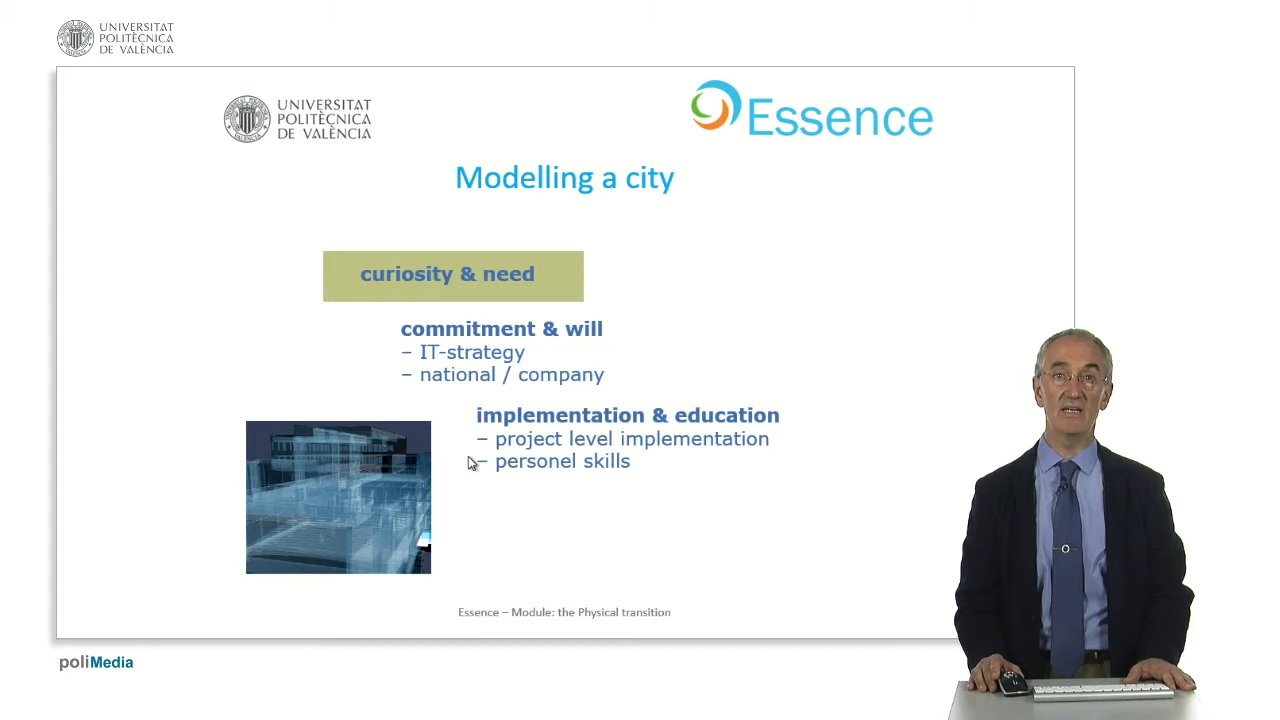 UNIVERSITAT
POLITÈCNICA
DE VALÈNCIA
UNIVERSITAT
POLITÈCNICA
DE VALÈNCIA
Essence
Modelling a city
curiosity & need
commitment & will
– IT-strategy
– national / company
implementation & education
– project level implementation
– personel skills
Essence – Module: the Physical transition
poliMedia